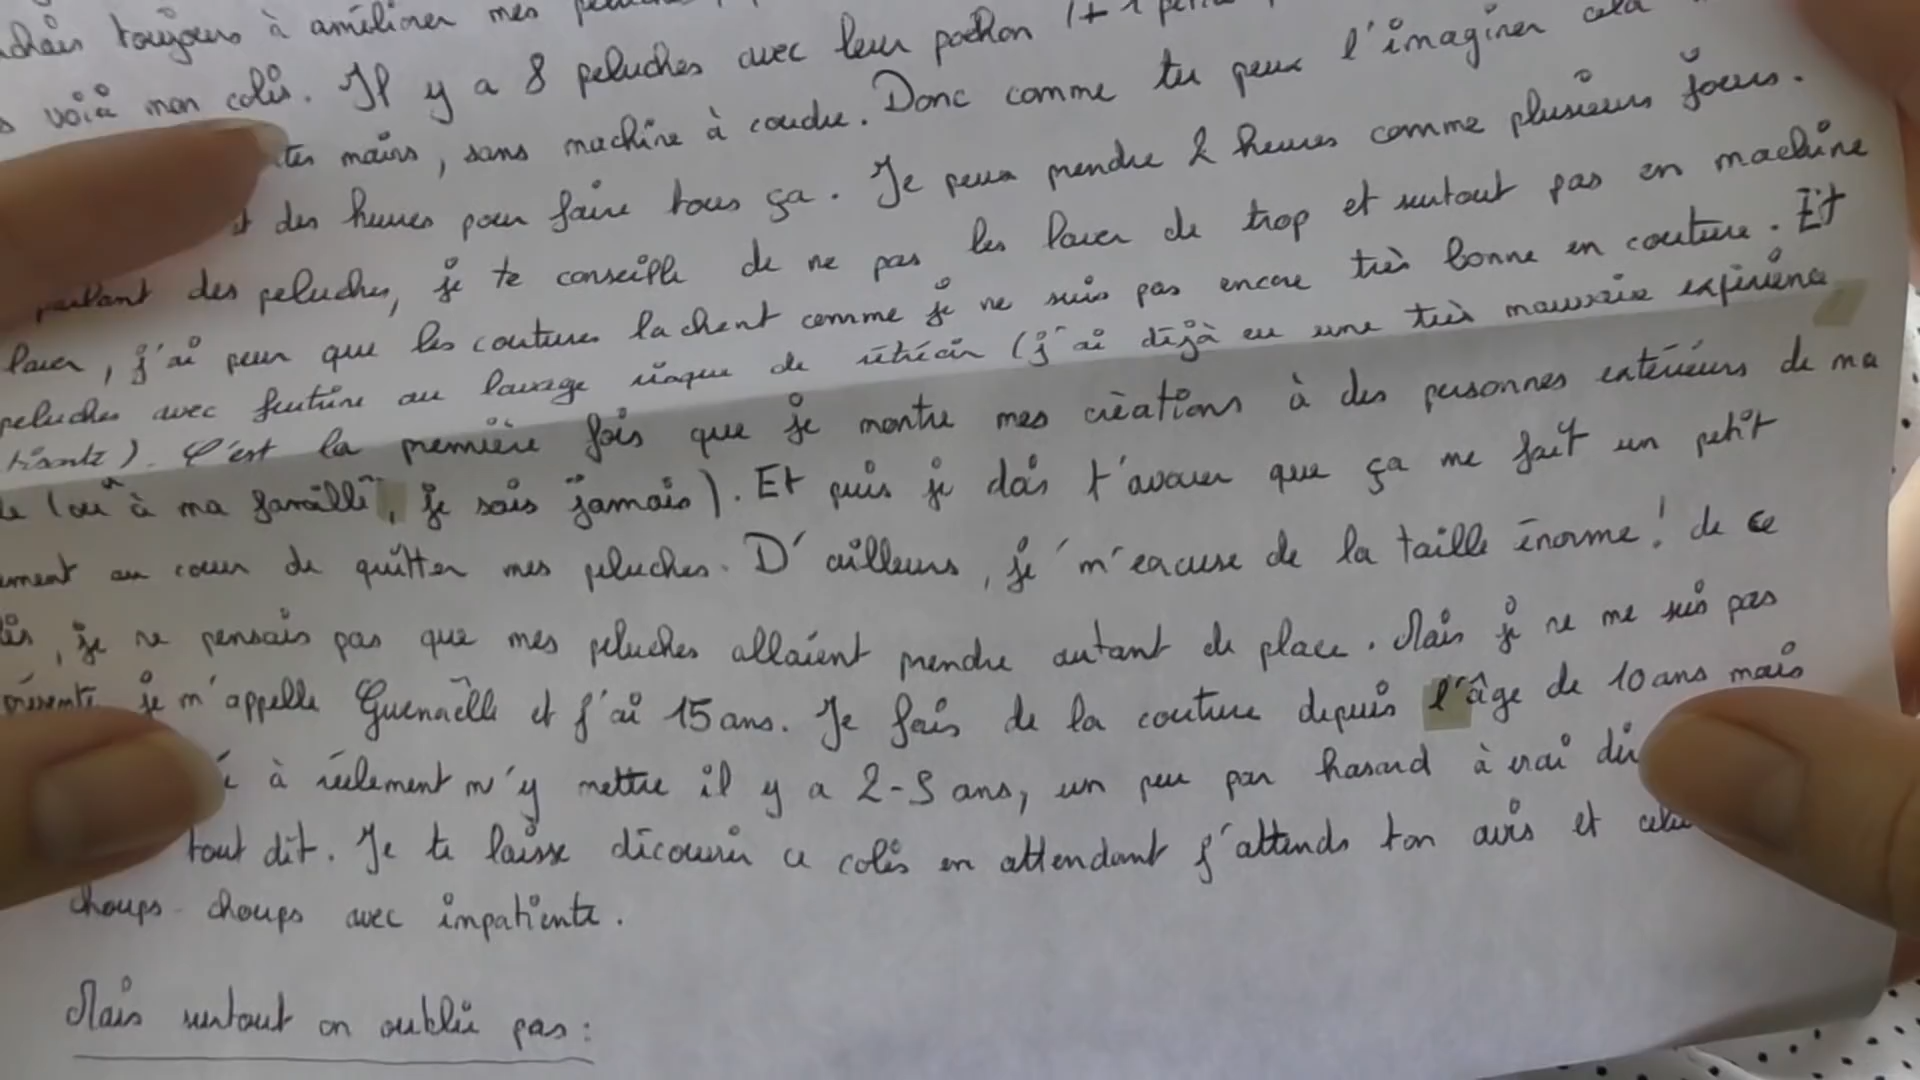 toujours à améliorer mes
voià mon colis. Il y a 8 peluches avec leur patron 1 + 1
mains, sans machine à coudre. Donc comme tu peux l'imaginer cela
des heures pour faire tous ça. Je peux prendre 2 heures comme plusieurs jours.
parlant des peluches, je te conseille de ne pas les laver de trop et surtout pas en machine
laver, j'ai peur que les coutures lachent comme je ne suis pas encore très bonne en couture. Et
peluches avec feutrine au lavage risque de rétrécir (j'ai déjà eu une très mauvaise expérience
). C'est la première fois que je montre mes créations à des personnes extérieurs de ma
(ou "à ma famille", je sais jamais). Et puis je dois t'avouer que ça me fait un petit
au coeur de quitter mes peluches. D'ailleurs, je m'excuse de la taille énorme! de ce
, je ne pensais pas que mes peluches allaient prendre autant de place. Mais je ne me suis pas
présenté je m'appelle Guenaëlle et j'ai 15 ans. Je fais de la couture depuis l'âge de 10 ans mais
à réelement m'y mettre il y a 2-3 ans, un peu par hasard à vrai
tout dit. Je te laisse découvrir ce colis en attendant j'attends ton avis et
choups-choups avec impatiente.
Mais surtout on oublie pas :